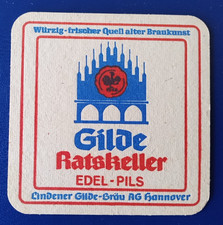 Würzig-frischer Quell alter Braukunst
Gilde
Ratskeller
EDEL-PILS
Lindener Gilde-Bräu AG Hannover